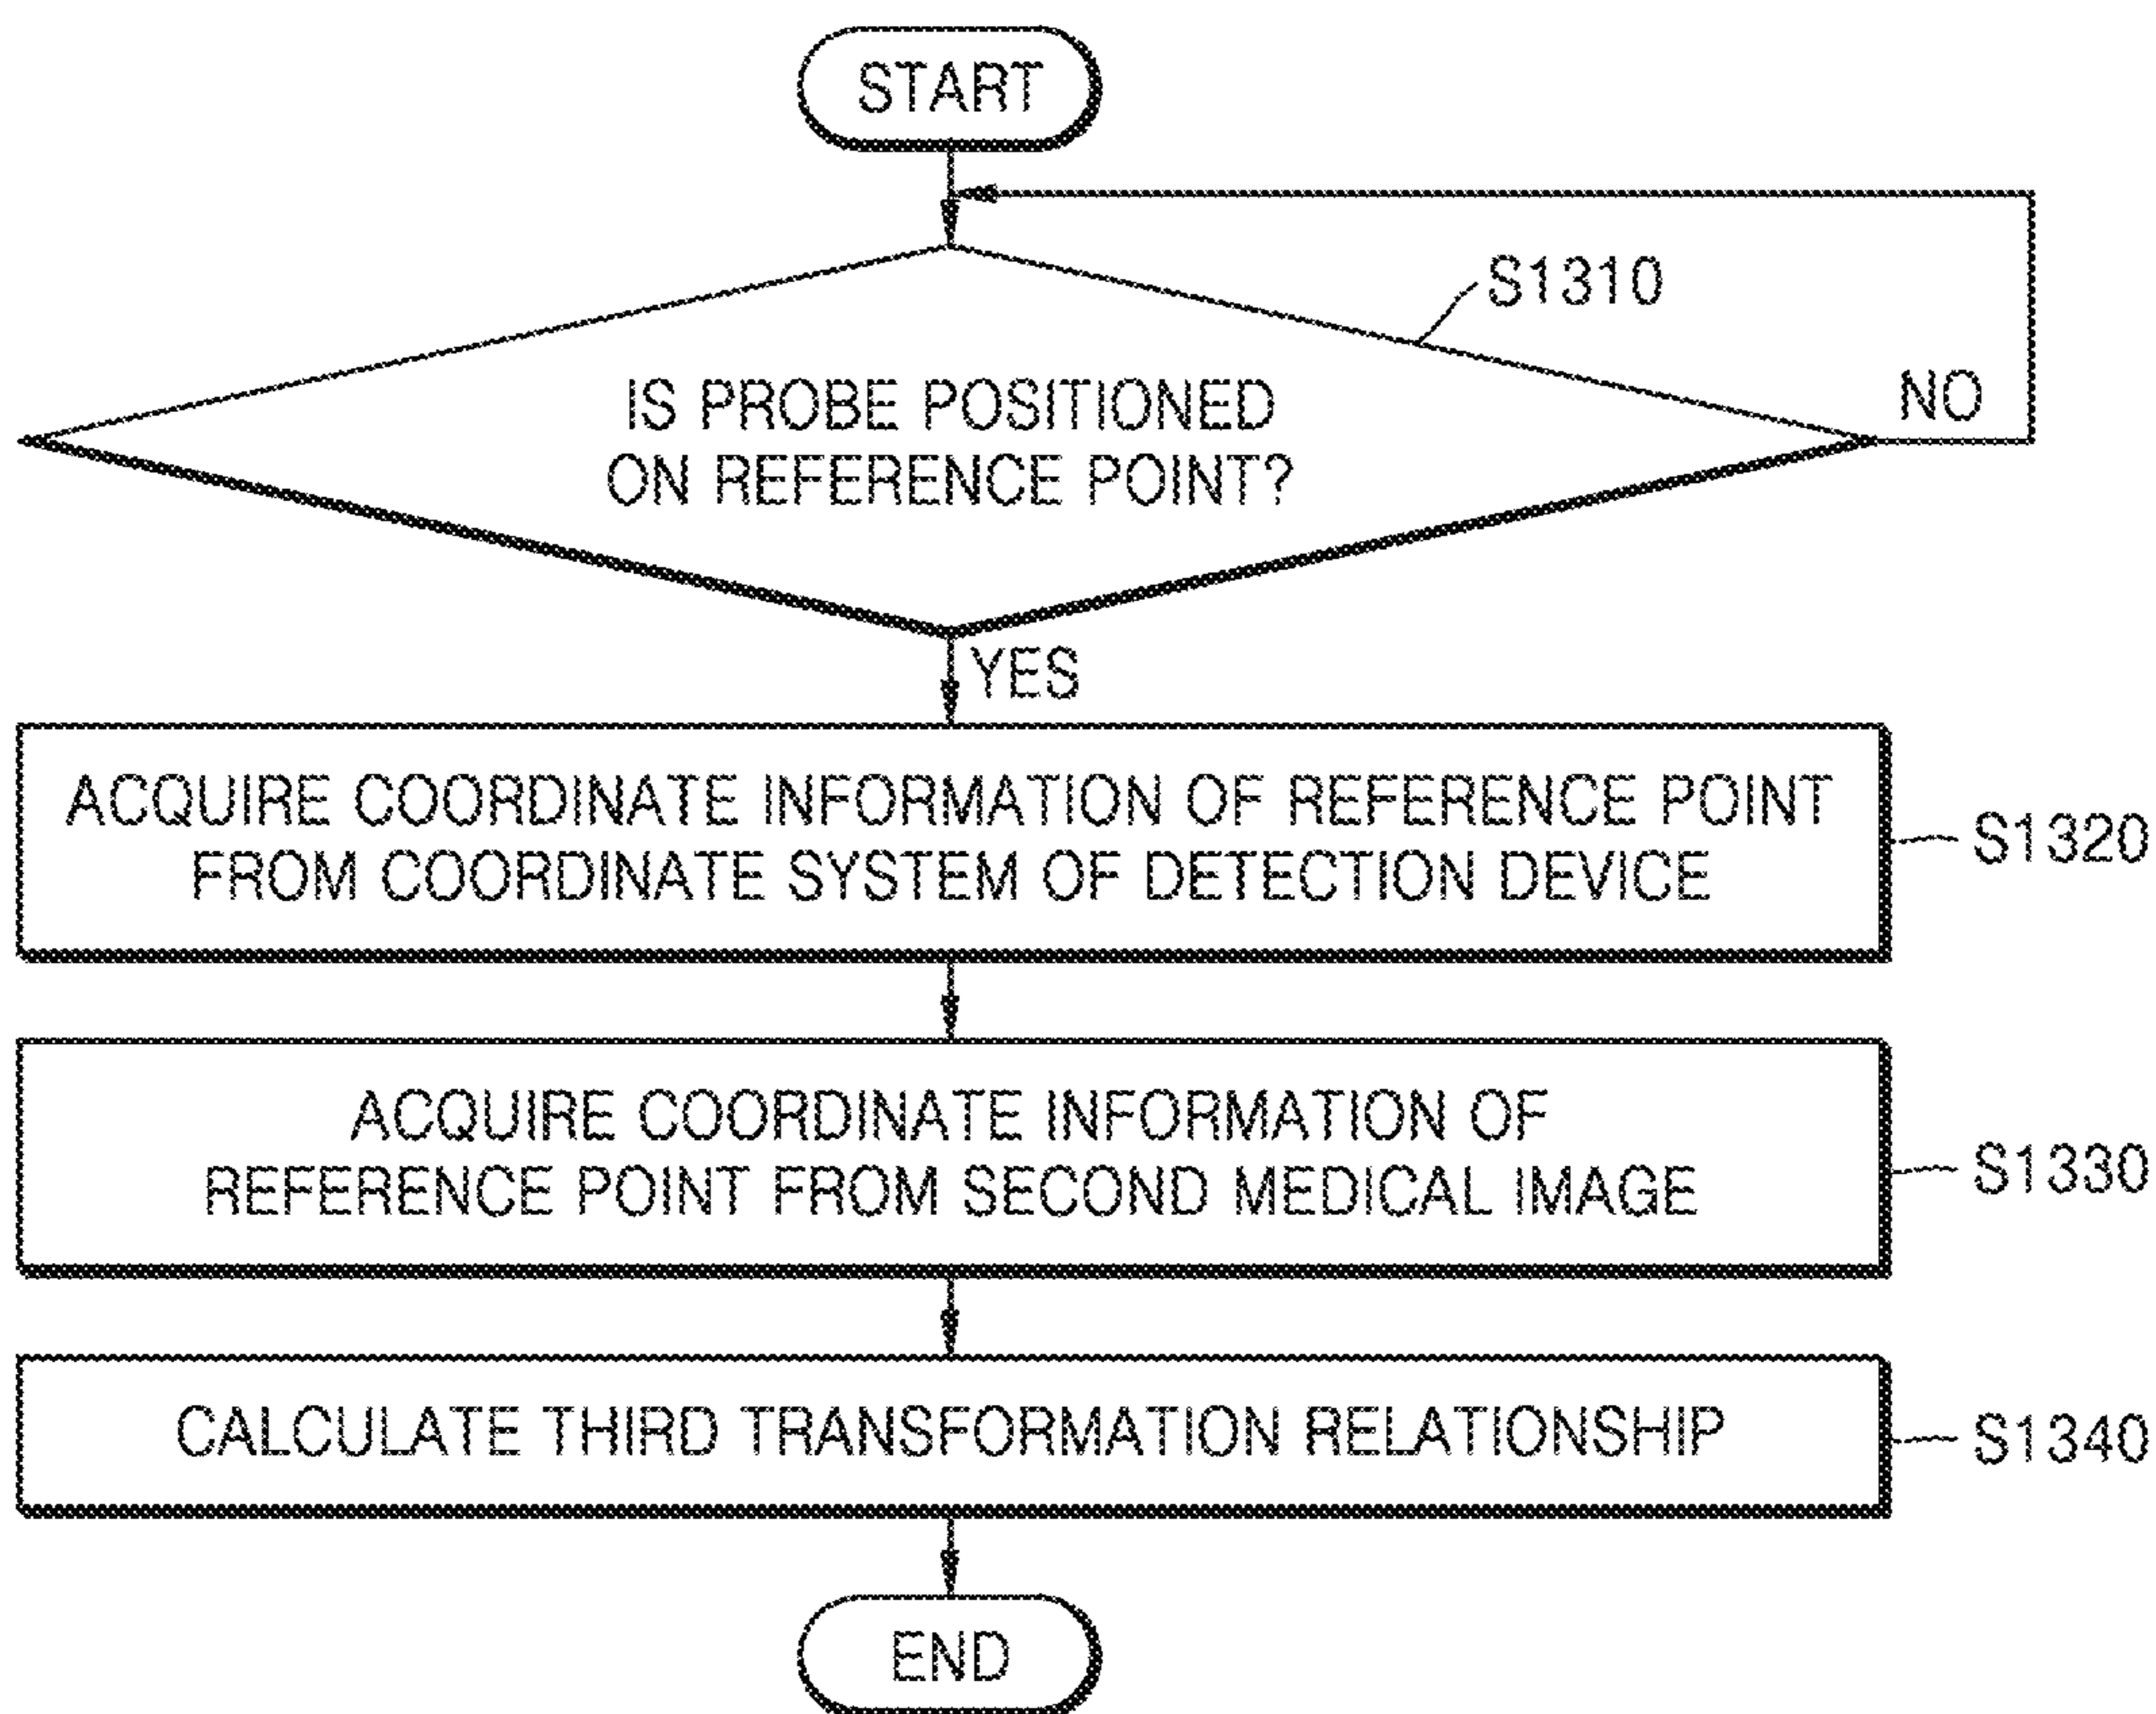 START
S1310
IS PROBE POSITIONED
NO
ON REFERENCE POINT?
YES
ACQUIRE COORDINATE INFORMATION OF REFERENCE POINT
FROM COORDINATE SYSTEM OF DETECTION DEVICE
S1320
ACQUIRE COORDINATE INFORMATION OF
REFERENCE POINT FROM SECOND MEDICAL IMAGE
S1330
CALCULATE THIRD TRANSFORMATION RELATIONSHIP
S1340
END